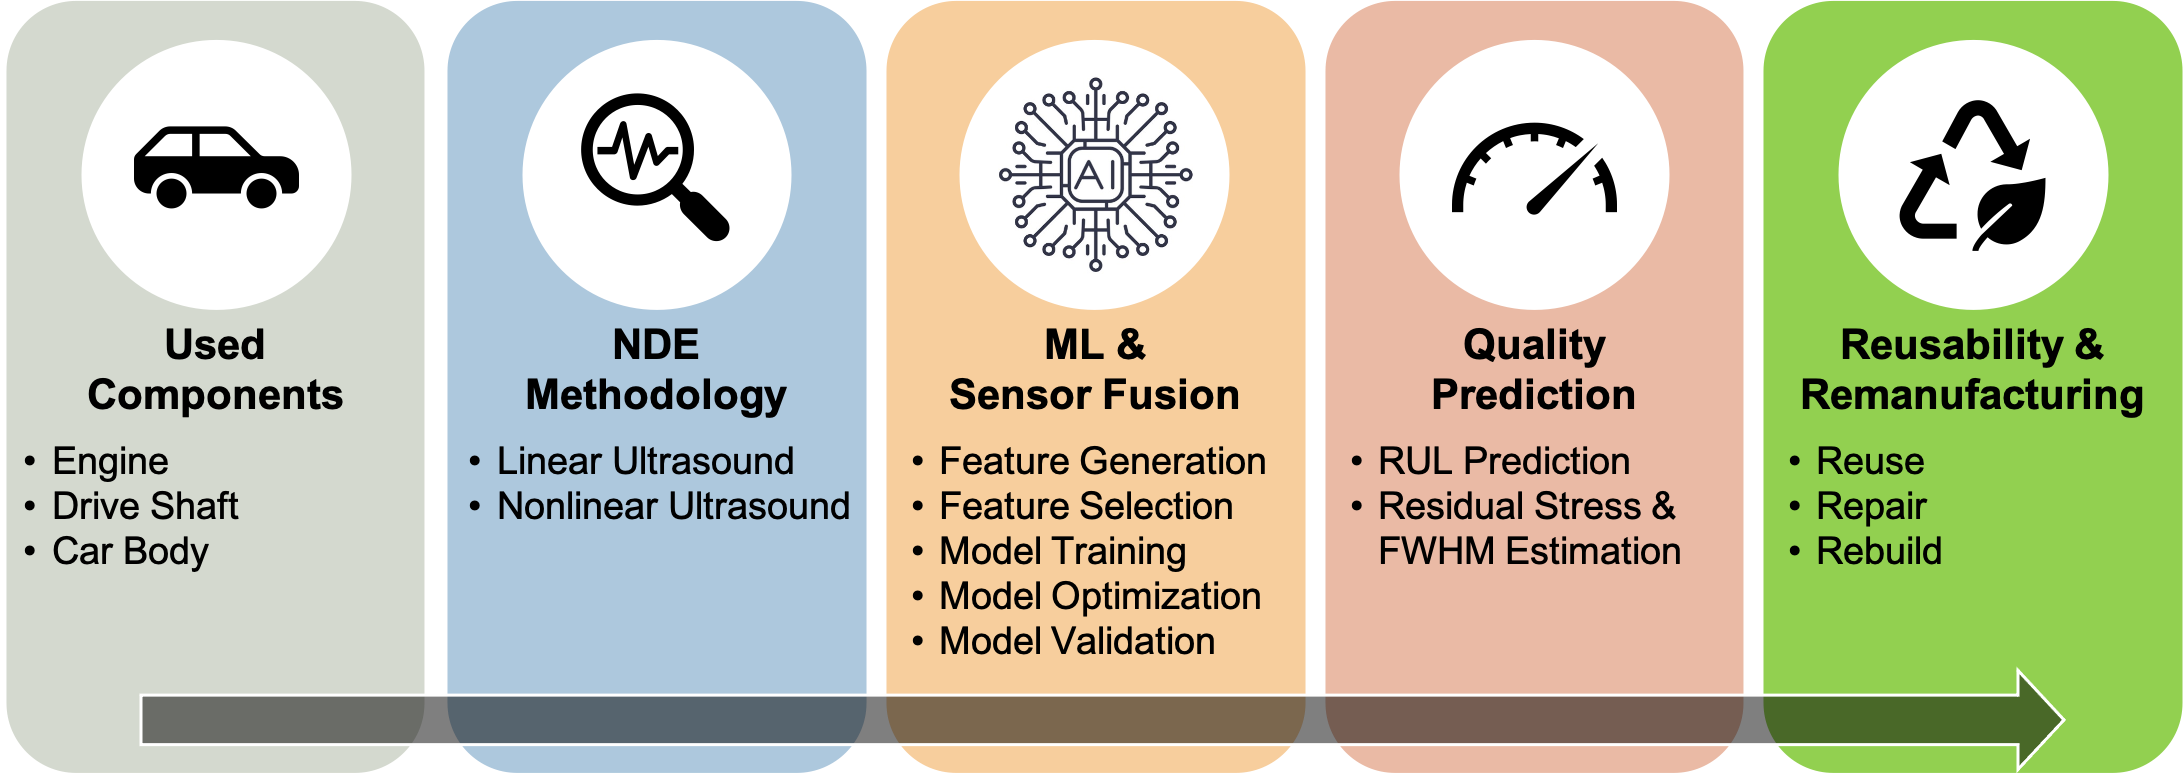 Used
Components
• Engine
• Drive Shaft
• Car Body
NDE
Methodology
• Linear Ultrasound
• Nonlinear Ultrasound
AI
ML &
Sensor Fusion
• Feature Generation
• Feature Selection
• Model Training
• Model Optimization
• Model Validation
Quality
Prediction
• RUL Prediction
• Residual Stress &
FWHM Estimation
Reusability &
Remanufacturing
• Reuse
• Repair
• Rebuild